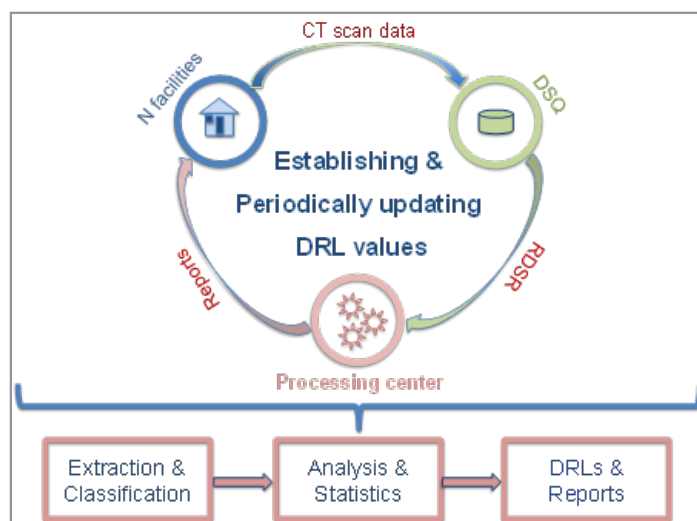 CT scan data
N facilities
DSQ
Establishing &
Periodically updating
DRL values
Reports
RDSR
Processing center
Extraction &
Classification
Analysis &
Statistics
DRLs &
Reports